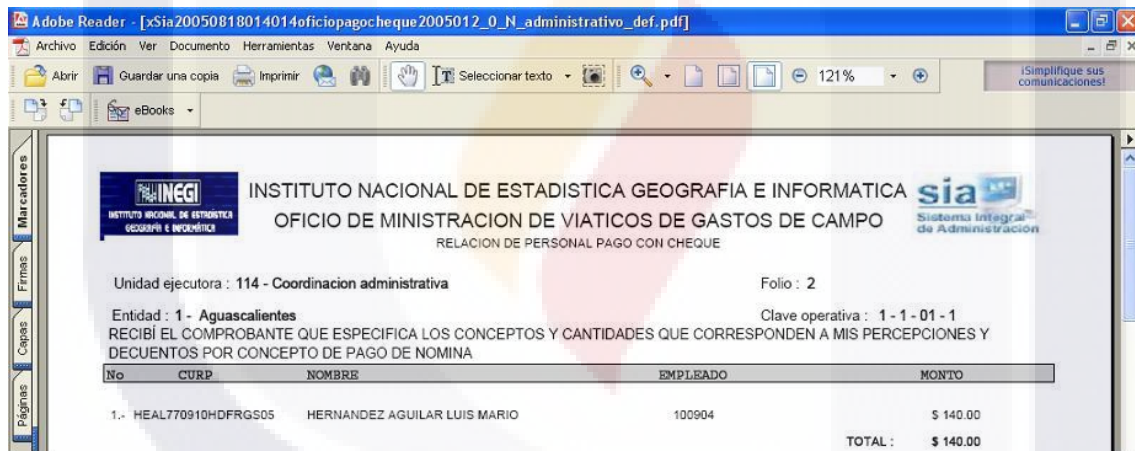 Adobe Reader - [xSia20050818014014oficiopagocheque2005012_0_N_administrativo_def.pdf]
Archivo Edición Ver Documento Herramientas Ventana Ayuda
Abrir Guardar una copia Imprimir Seleccionar texto 121% ¡Simplifique sus comunicaciones!
eBooks
Marcadores
Firmas
Capas
Páginas
INEGI
INSTITUTO NACIONAL DE ESTADISTICA
GEOGRAFIA E INFORMATICA
INSTITUTO NACIONAL DE ESTADISTICA GEOGRAFIA E INFORMATICA
OFICIO DE MINISTRACION DE VIATICOS DE GASTOS DE CAMPO
RELACION DE PERSONAL PAGO CON CHEQUE
sia
Sistema Integral
de Administración
Unidad ejecutora : 114 - Coordinacion administrativa Folio : 2
Entidad : 1 - Aguascalientes Clave operativa : 1 - 1 - 01 - 1
RECIBÍ EL COMPROBANTE QUE ESPECIFICA LOS CONCEPTOS Y CANTIDADES QUE CORRESPONDEN A MIS PERCEPCIONES Y
DECUENTOS POR CONCEPTO DE PAGO DE NOMINA
No CURP NOMBRE EMPLEADO MONTO
1.- HEAL770910HDFRGS05 HERNANDEZ AGUILAR LUIS MARIO 100904 $ 140.00
TOTAL : $ 140.00